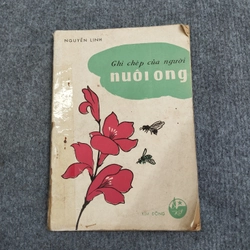 NGUYỄN LINH
Ghi chép của người
nuôi ong